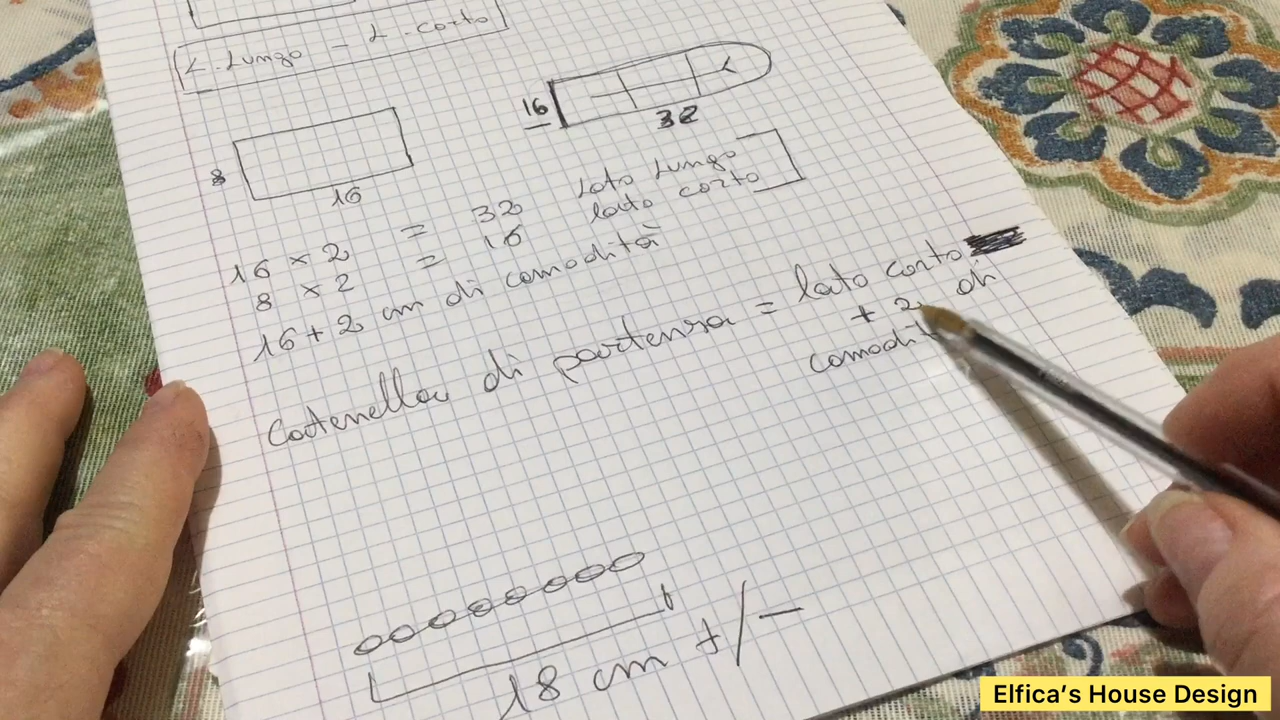 L. Lungo - L. corto
16
32
8
16
16 x 2 = 32 lato lungo
8 x 2 = 16 lato corto
16 + 2 cm di comodità
Catenella di partenza = lato corto
+ 2 di
comodit
18 cm +/-
Elfica's House Design